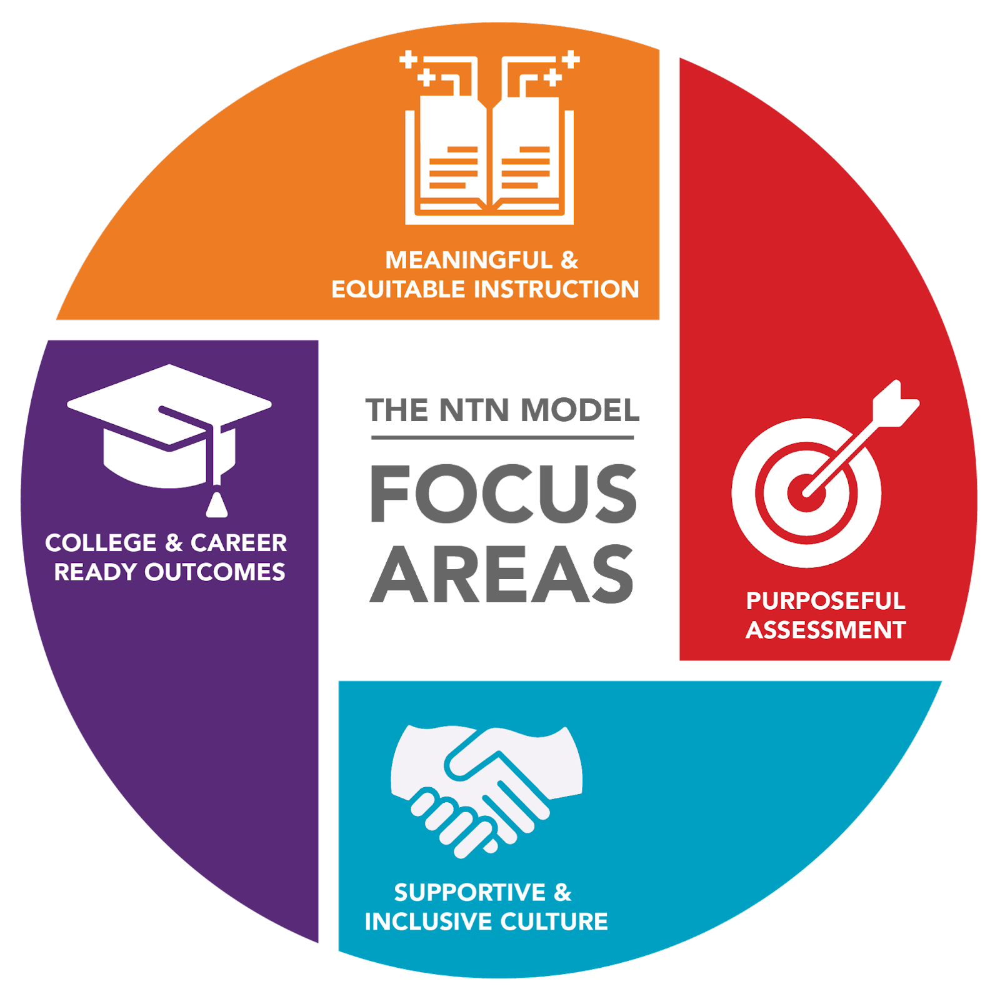 MEANINGFUL &
EQUITABLE INSTRUCTION
THE NTN MODEL
FOCUS
AREAS
COLLEGE & CAREER
READY OUTCOMES
PURPOSEFUL
ASSESSMENT
SUPPORTIVE &
INCLUSIVE CULTURE